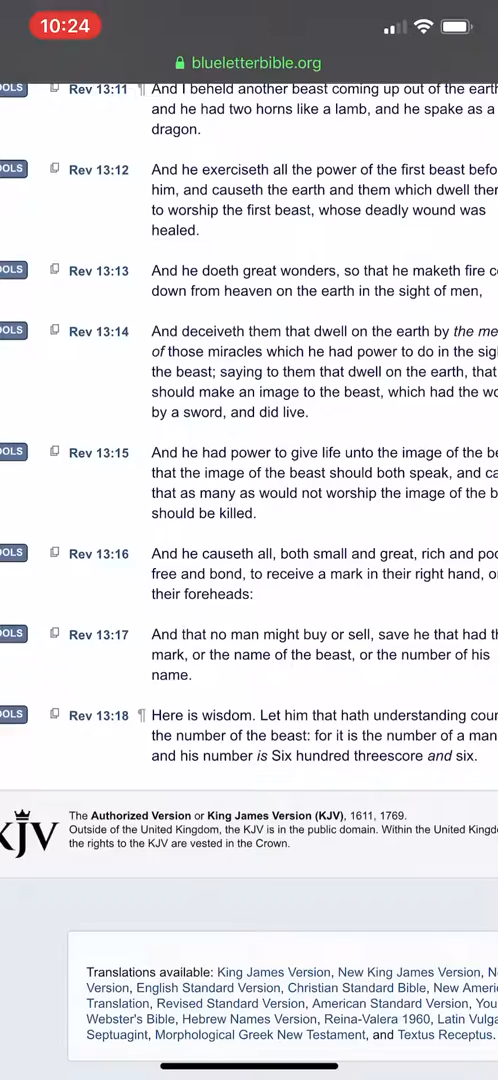 10:24
blueletterbible.org
OLS Rev 13:11 ¶ And I beheld another beast coming up out of the earth
and he had two horns like a lamb, and he spake as a
dragon.
OLS Rev 13:12 And he exerciseth all the power of the first beast befo
him, and causeth the earth and them which dwell ther
to worship the first beast, whose deadly wound was
healed.
OLS Rev 13:13 And he doeth great wonders, so that he maketh fire c
down from heaven on the earth in the sight of men,
OLS Rev 13:14 And deceiveth them that dwell on the earth by the me
of those miracles which he had power to do in the sig
the beast; saying to them that dwell on the earth, that
should make an image to the beast, which had the wo
by a sword, and did live.
OLS Rev 13:15 And he had power to give life unto the image of the be
that the image of the beast should both speak, and ca
that as many as would not worship the image of the b
should be killed.
OLS Rev 13:16 And he causeth all, both small and great, rich and poo
free and bond, to receive a mark in their right hand, o
their foreheads:
OLS Rev 13:17 And that no man might buy or sell, save he that had th
mark, or the name of the beast, or the number of his
name.
OLS Rev 13:18 ¶ Here is wisdom. Let him that hath understanding cour
the number of the beast: for it is the number of a man
and his number is Six hundred threescore and six.
KJV
The Authorized Version or King James Version (KJV), 1611, 1769.
Outside of the United Kingdom, the KJV is in the public domain. Within the United Kingd
the rights to the KJV are vested in the Crown.
Translations available: King James Version, New King James Version, N
Version, English Standard Version, Christian Standard Bible, New Ameri
Translation, Revised Standard Version, American Standard Version, You
Webster's Bible, Hebrew Names Version, Reina-Valera 1960, Latin Vulga
Septuagint, Morphological Greek New Testament, and Textus Receptus.